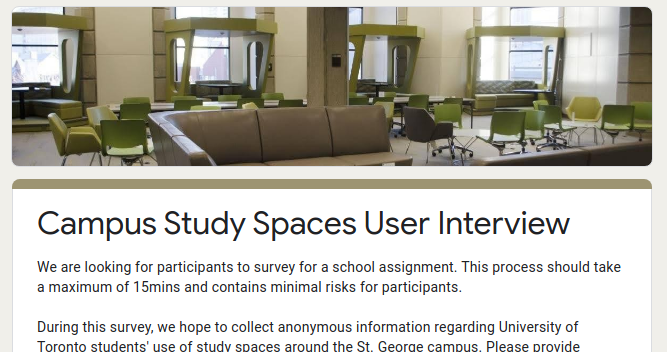 Campus Study Spaces User Interview
We are looking for participants to survey for a school assignment. This process should take
a maximum of 15mins and contains minimal risks for participants.
During this survey, we hope to collect anonymous information regarding University of
Toronto students' use of study spaces around the St. George campus. Please provide